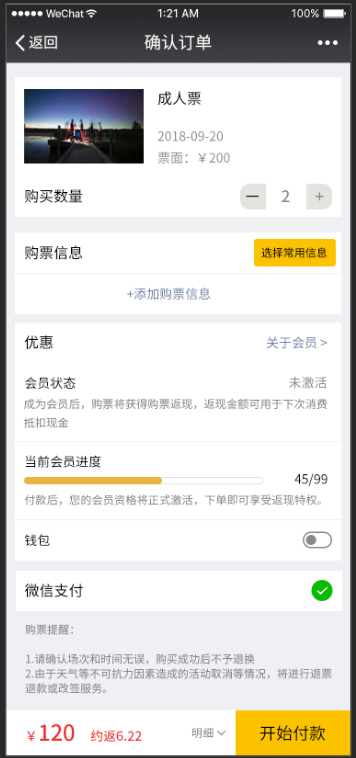 WeChat 1:21 AM 100%
返回 确认订单
成人票
2018-09-20
票面：￥200
购买数量 2
购票信息 选择常用信息
+添加购票信息
优惠 关于会员 >
会员状态 未激活
成为会员后，购票将获得购票返现，返现金额可用于下次消费
抵扣现金
当前会员进度
45/99
付款后，您的会员资格将正式激活，下单即可享受返现特权。
钱包
微信支付
购票提醒：
1.请确认场次和时间无误，购买成功后不予退换
2.由于天气等不可抗力因素造成的活动取消等情况，将进行退票
退款或改签服务。
￥120 约返6.22 明细 开始付款